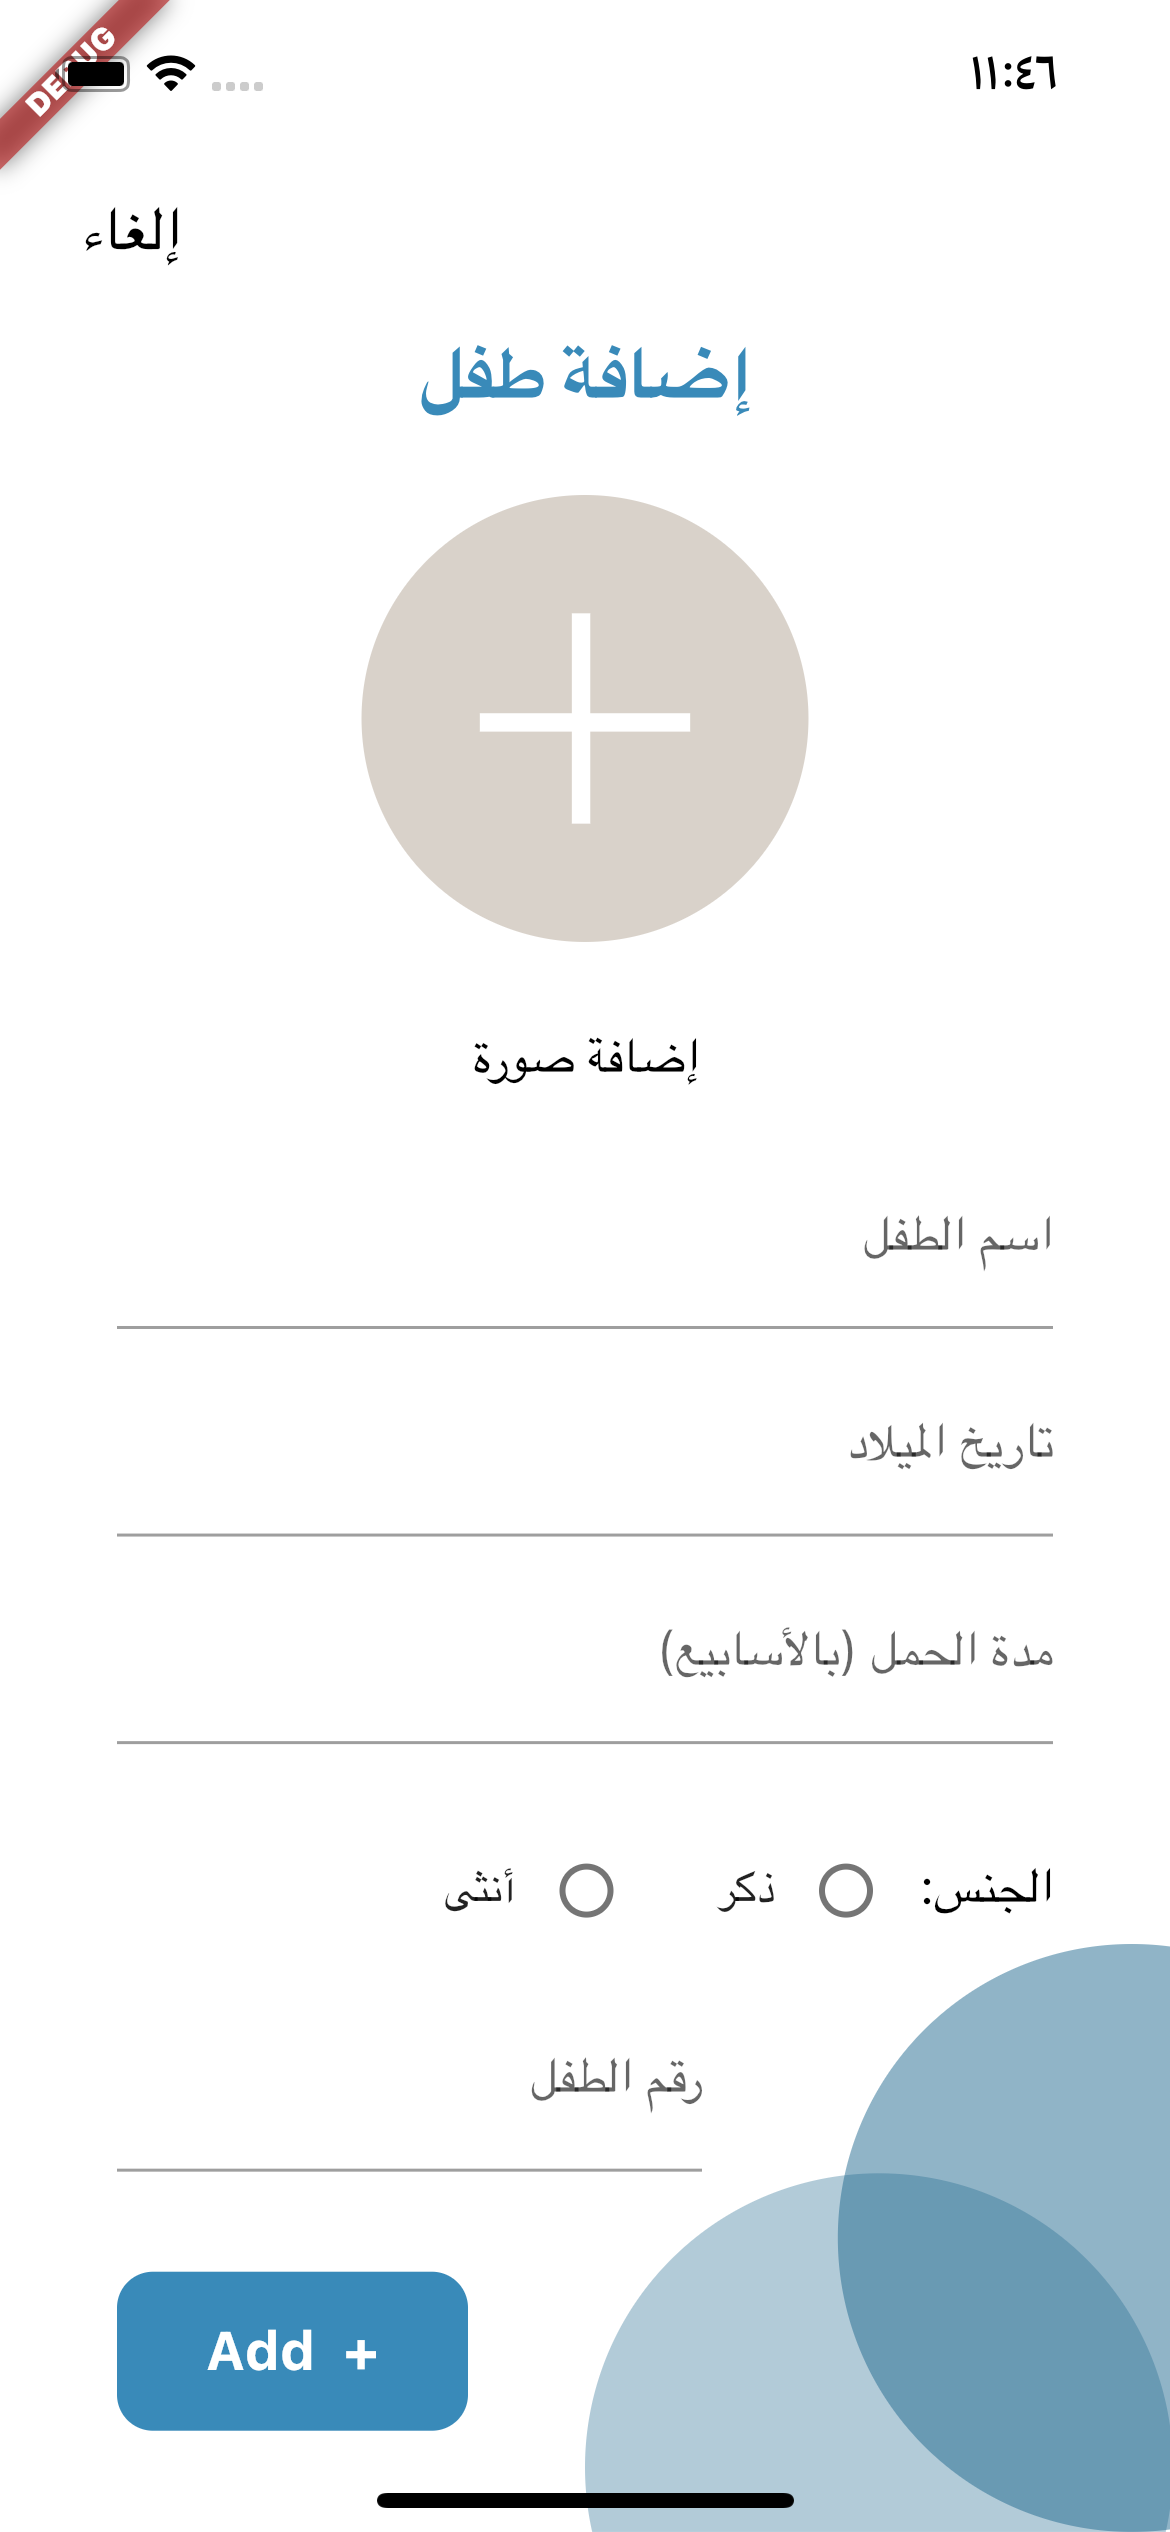 DEBUG
١١:٤٦
إلغاء
إضافة طفل
إضافة صورة
اسم الطفل
تاريخ الميلاد
مدة الحمل (بالأسابيع)
الجنس: ذكر أنثى
رقم الطفل
Add +